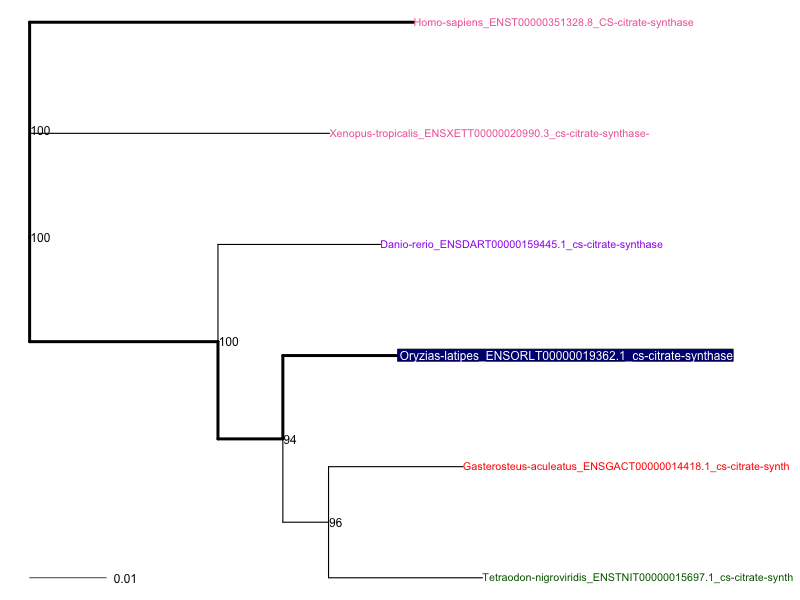 Homo-sapiens_ENST00000351328.8_CS-citrate-synthase
100
Xenopus-tropicalis_ENSXETT00000020990.3_cs-citrate-synthase-
100
Danio-rerio_ENSDART00000159445.1_cs-citrate-synthase
100
Oryzias-latipes_ENSORLT00000019362.1_cs-citrate-synthase
94
Gasterosteus-aculeatus_ENSGACT00000014418.1_cs-citrate-synth
96
Tetraodon-nigroviridis_ENSTNIT00000015697.1_cs-citrate-synth
0.01